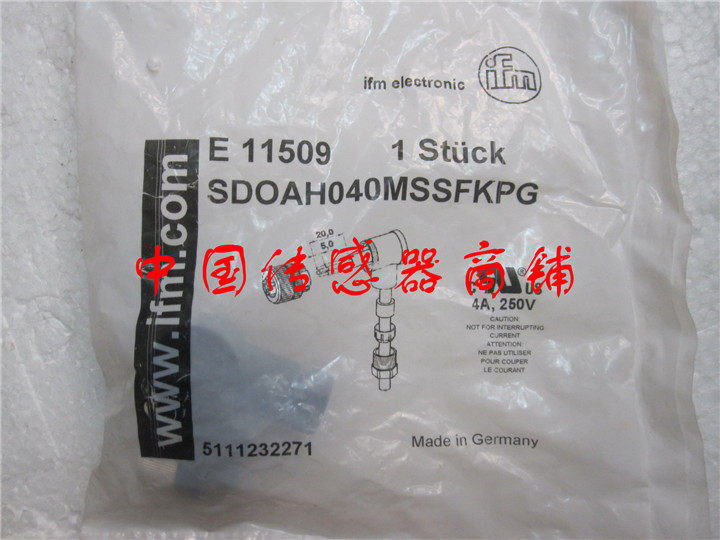 ifm electronic
ifm
E 11509 1 Stück
SDOAH040MSSFKPG
www.ifm.com
20,0
5,0
中国传感器商铺
®
US
4A, 250V
CAUTION:
NOT FOR INTERRUPTING
CURRENT
ATTENTION:
NE PAS UTILISER
POUR COUPER
LE COURANT
5111232271
Made in Germany